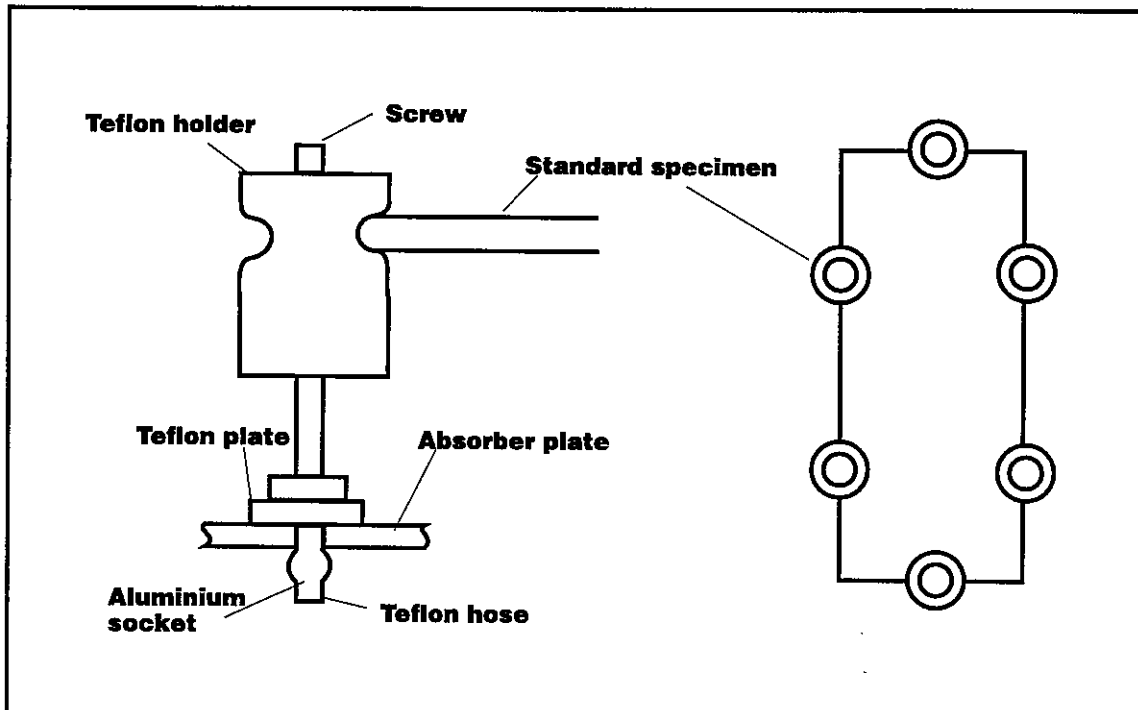 Screw
Teflon holder
Standard specimen
Teflon plate
Absorber plate
Aluminium
socket
Teflon hose